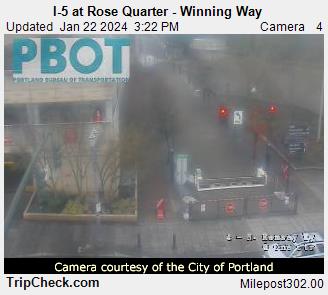 I-5 at Rose Quarter - Winning Way
Updated Jan 22 2024 3:22 PM Camera 4
PBOT
PORTLAND BUREAU OF TRANSPORTATION
Camera courtesy of the City of Portland
TripCheck.com Milepost302.00